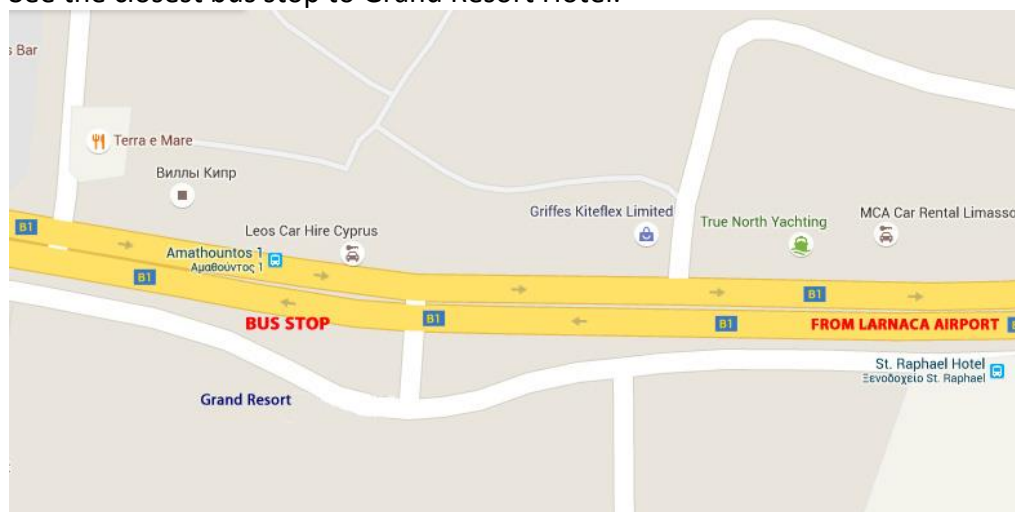 See the closest bus stop to Grand Resort Hotel:
s Bar
Terra e Mare
Виллы Кипр
Griffes Kiteflex Limited
True North Yachting
MCA Car Rental Limasso
B1
Leos Car Hire Cyprus
Amathountos 1
Αμαθούντος 1
B1
B1
BUS STOP
B1
B1
FROM LARNACA AIRPORT
St. Raphael Hotel
Ξενοδοχείο St. Raphael
Grand Resort